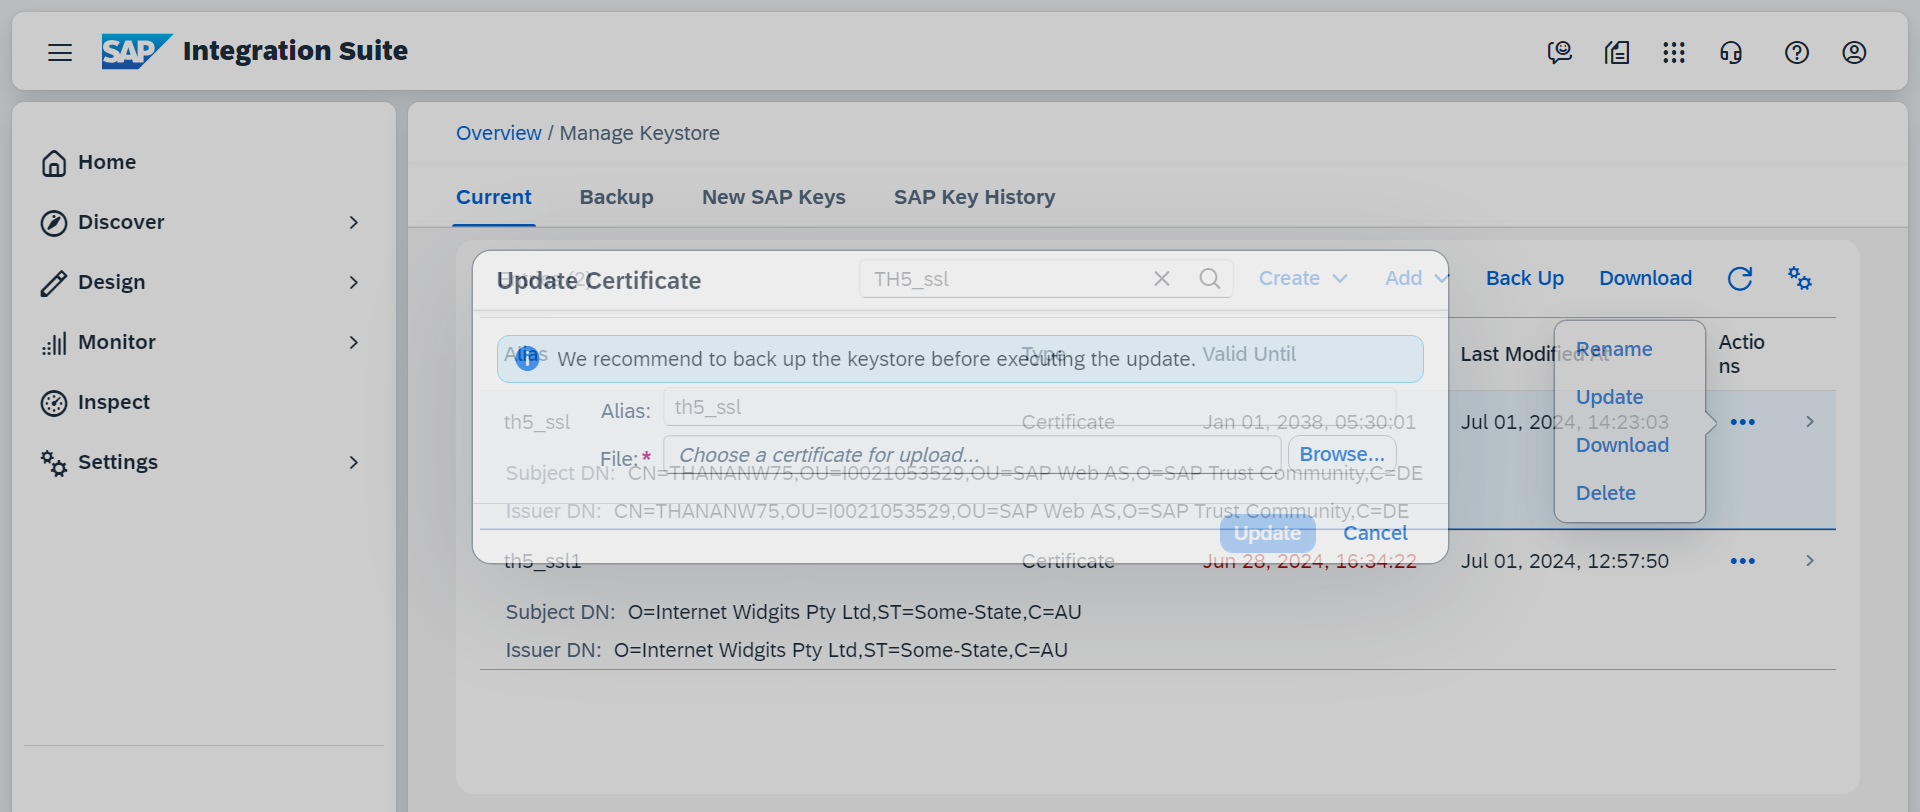 SAP Integration Suite
Home
Discover
Design
Monitor
Inspect
Settings
Overview / Manage Keystore
Current Backup New SAP Keys SAP Key History
Update Certificate
Entries (2) TH5_ssl Create Add Back Up Download
We recommend to back up the keystore before executing the update.
Alias Type Valid Until Last Modified At Actio
ns
Alias: th5_ssl
th5_ssl Certificate Jan 01, 2038, 05:30:01 Jul 01, 2024, 14:23:03
File:* Choose a certificate for upload... Browse...
Subject DN: CN=THANANW75,OU=I0021053529,OU=SAP Web AS,O=SAP Trust Community,C=DE
Issuer DN: CN=THANANW75,OU=I0021053529,OU=SAP Web AS,O=SAP Trust Community,C=DE
Update Cancel
Rename
Update
Download
Delete
th5_ssl1 Certificate Jun 28, 2024, 16:34:22 Jul 01, 2024, 12:57:50
Subject DN: O=Internet Widgits Pty Ltd,ST=Some-State,C=AU
Issuer DN: O=Internet Widgits Pty Ltd,ST=Some-State,C=AU